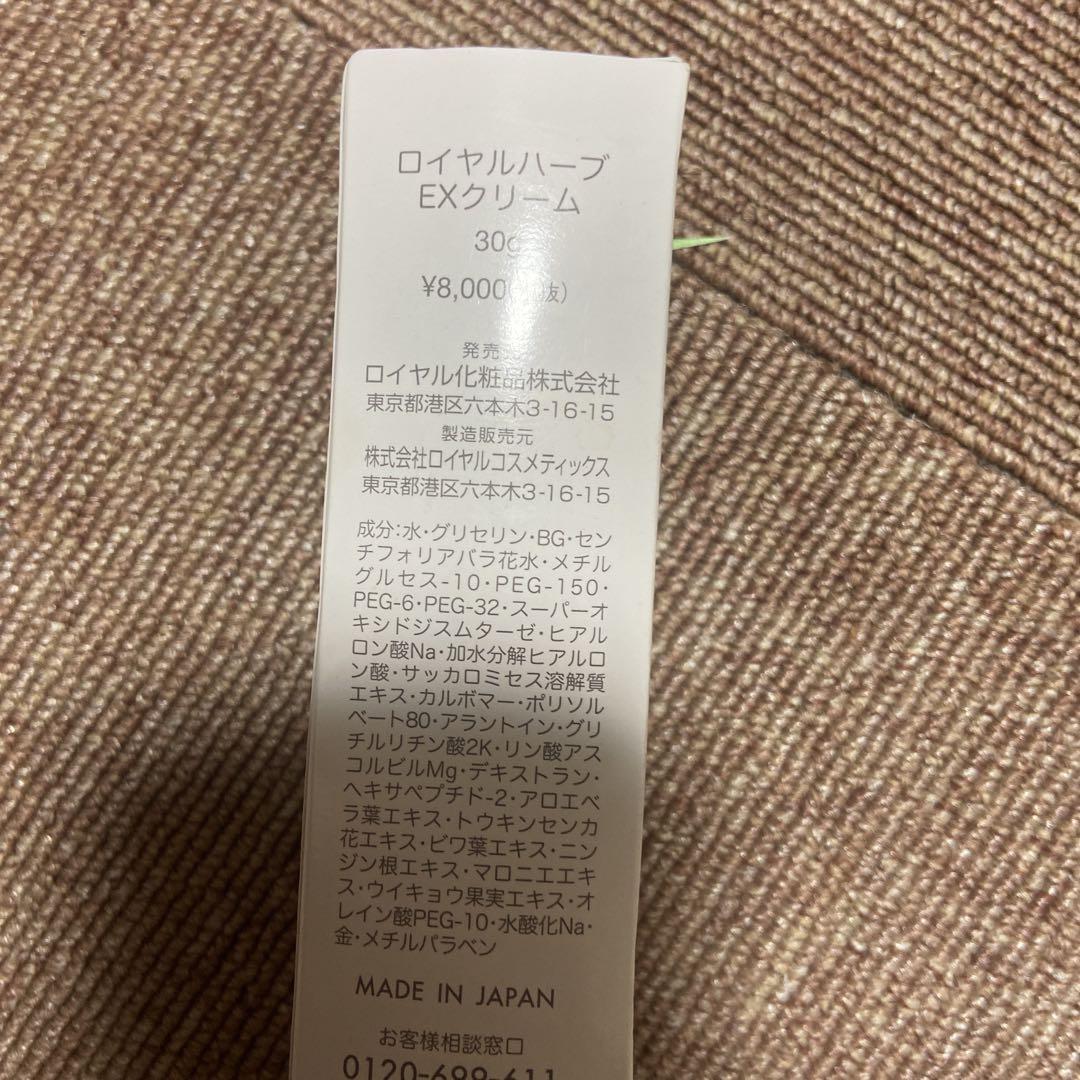 ロイヤルハーブ
EXクリーム
30g
¥8,000 抜)
発売
ロイヤル化粧品株式会社
東京都港区六本木3-16-15
製造販売元
株式会社ロイヤルコスメティックス
東京都港区六本木3-16-15
成分:水・グリセリン・BG・セン
チフォリアバラ花水・メチル
グルセス-10・PEG-150・
PEG-6・PEG-32・スーパーオ
キシドジスムターゼ・ヒアル
ロン酸Na・加水分解ヒアルロ
ン酸・サッカロミセス溶解質
エキス・カルボマー・ポリソル
ベート80・アラントイン・グリ
チルリチン酸2K・リン酸アス
コルビルMg・デキストラン・
ヘキサペプチド-2・アロエベ
ラ葉エキス・トウキンセンカ
花エキス・ビワ葉エキス・ニン
ジン根エキス・マロニエエキ
ス・ウイキョウ果実エキス・オ
レイン酸PEG-10・水酸化Na・
金・メチルパラベン
MADE IN JAPAN
お客様相談窓口
0120-699-611